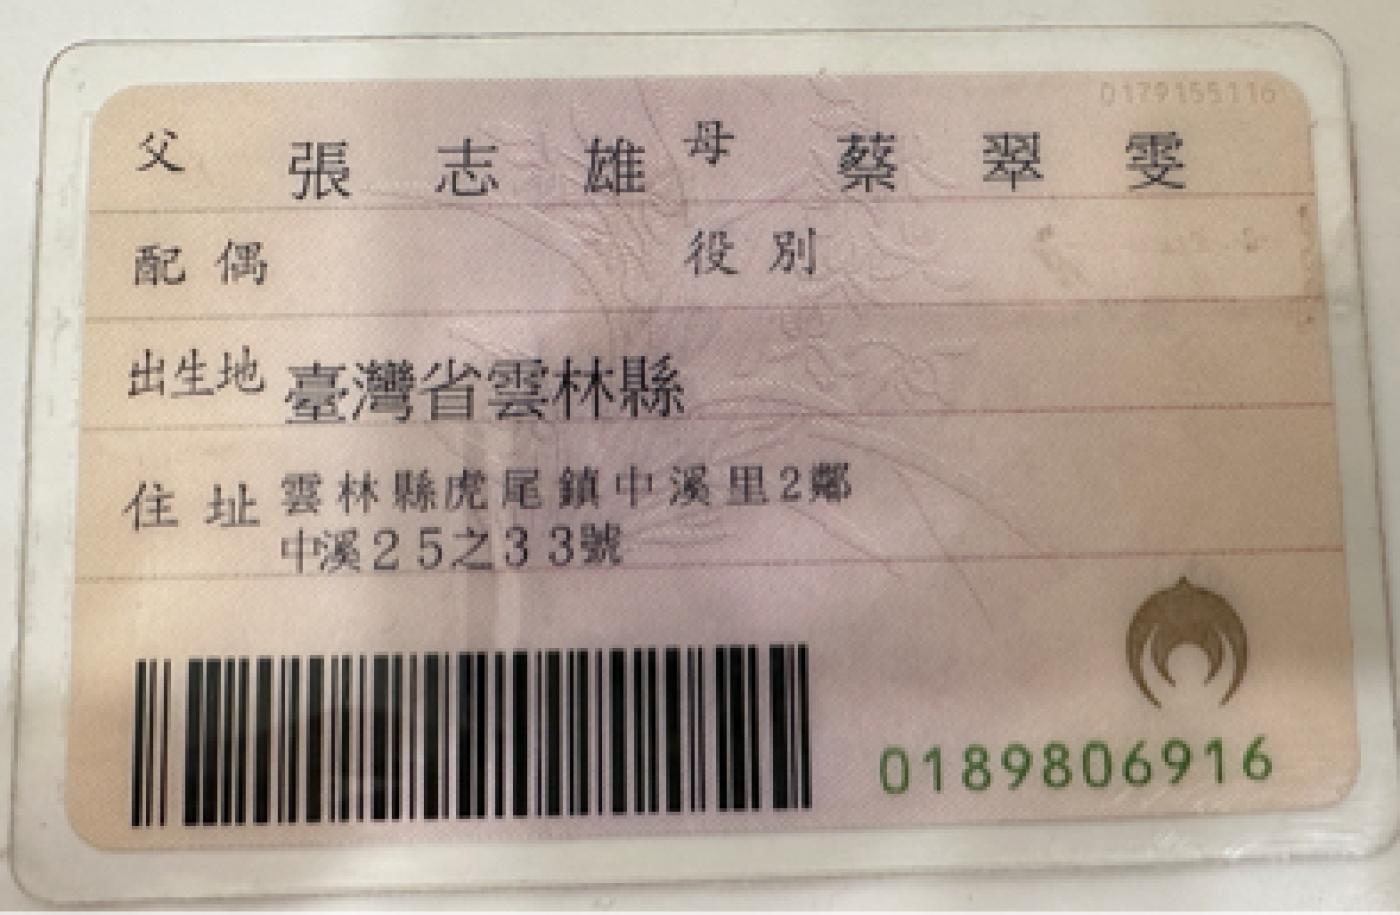 0179155116
父 張志雄 母 蔡翠雯
配偶 役別
出生地 臺灣省雲林縣
住址 雲林縣虎尾鎮中溪里2鄰
中溪25之33號
0189806916